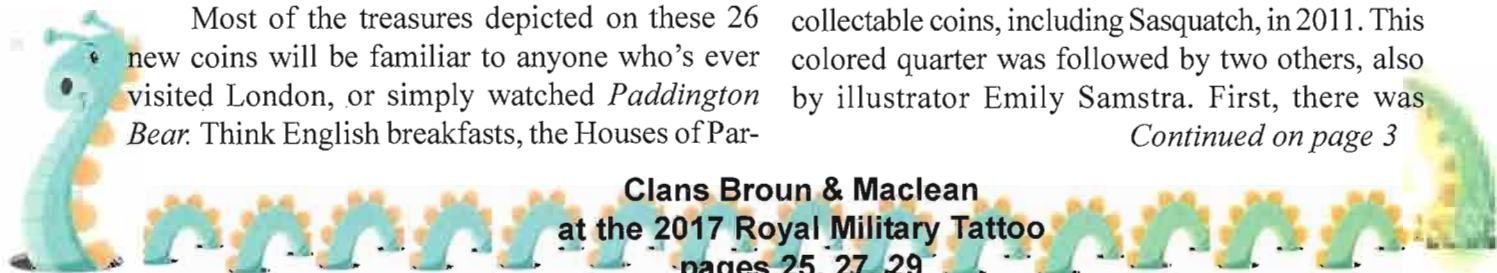 Most of the treasures depicted on these 26
new coins will be familiar to anyone who's ever
visited London, or simply watched Paddington
Bear. Think English breakfasts, the Houses of Par-
collectable coins, including Sasquatch, in 2011. This
colored quarter was followed by two others, also
by illustrator Emily Samstra. First, there was
Continued on page 3
Clans Broun & Maclean
at the 2017 Royal Military Tattoo
pages 25, 27, 29